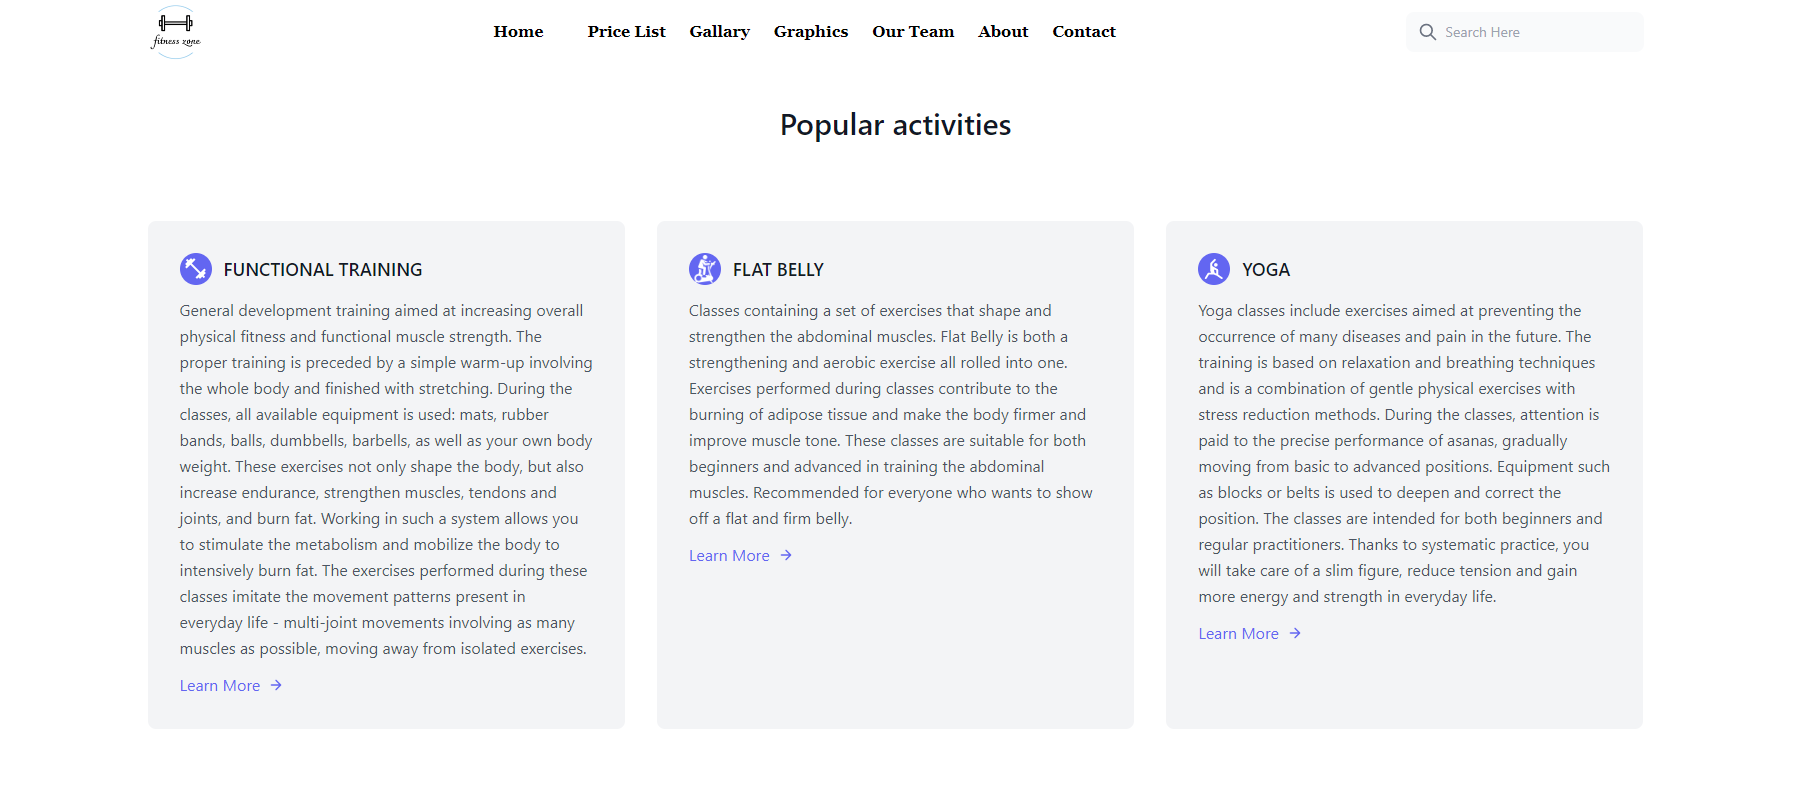 fitness zone
Home Price List Gallary Graphics Our Team About Contact
Search Here
Popular activities
FUNCTIONAL TRAINING
General development training aimed at increasing overall
physical fitness and functional muscle strength. The
proper training is preceded by a simple warm-up involving
the whole body and finished with stretching. During the
classes, all available equipment is used: mats, rubber
bands, balls, dumbbells, barbells, as well as your own body
weight. These exercises not only shape the body, but also
increase endurance, strengthen muscles, tendons and
joints, and burn fat. Working in such a system allows you
to stimulate the metabolism and mobilize the body to
intensively burn fat. The exercises performed during these
classes imitate the movement patterns present in
everyday life - multi-joint movements involving as many
muscles as possible, moving away from isolated exercises.
Learn More
FLAT BELLY
Classes containing a set of exercises that shape and
strengthen the abdominal muscles. Flat Belly is both a
strengthening and aerobic exercise all rolled into one.
Exercises performed during classes contribute to the
burning of adipose tissue and make the body firmer and
improve muscle tone. These classes are suitable for both
beginners and advanced in training the abdominal
muscles. Recommended for everyone who wants to show
off a flat and firm belly.
Learn More
YOGA
Yoga classes include exercises aimed at preventing the
occurrence of many diseases and pain in the future. The
training is based on relaxation and breathing techniques
and is a combination of gentle physical exercises with
stress reduction methods. During the classes, attention is
paid to the precise performance of asanas, gradually
moving from basic to advanced positions. Equipment such
as blocks or belts is used to deepen and correct the
position. The classes are intended for both beginners and
regular practitioners. Thanks to systematic practice, you
will take care of a slim figure, reduce tension and gain
more energy and strength in everyday life.
Learn More